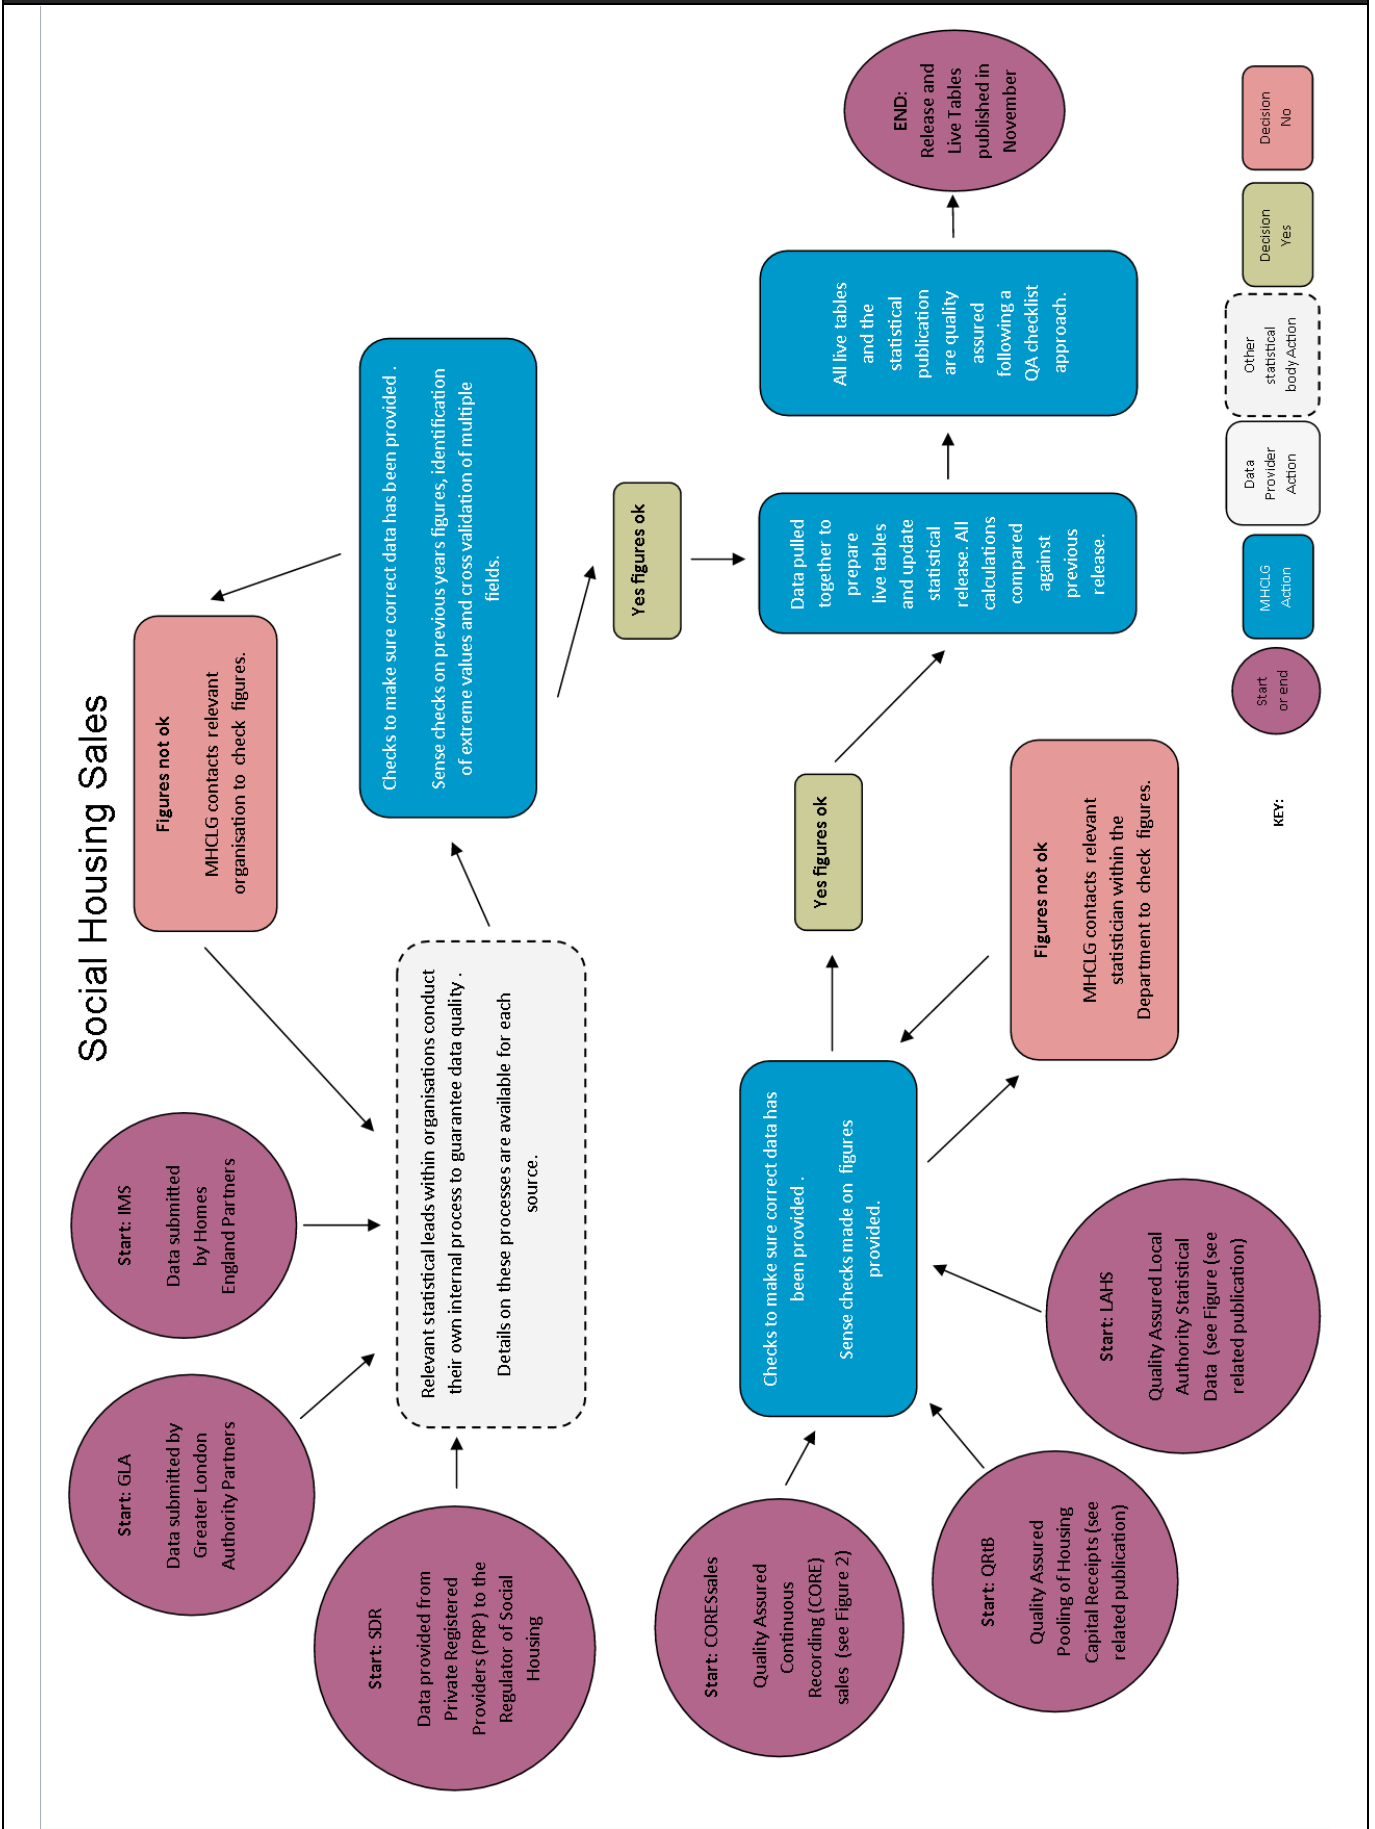 Social Housing Sales
Start: GLA
Data submitted by
Greater London
Authority Partners
Start: IMS
Data submitted
by Homes
England Partners
Figures not ok
MHCLG contacts relevant
organisation to check figures.
Start: SDR
Data provided from
Private Registered
Providers (PRP) to the
Regulator of Social
Housing
Relevant statistical leads within organisations conduct
their own internal process to guarantee data quality .
Details on these processes are available for each
source.
Checks to make sure correct data has been provided .
Sense checks on previous years figures, identification
of extreme values and cross validation of multiple
fields.
Yes figures ok
Start: CORESsales
Quality Assured
Continuous
Recording (CORE)
sales (see Figure 2)
Checks to make sure correct data has
been provided .
Sense checks made on figures
provided.
Yes figures ok
Data pulled
together to
prepare
live tables
and update
statistical
release. All
calculations
compared
against
previous
release.
All live tables
and the
statistical
publication
are quality
assured
following a
QA checklist
approach.
END:
Release and
Live Tables
published in
November
Start: QRtB
Quality Assured
Pooling of Housing
Capital Receipts (see
related publication)
Start: LAHS
Quality Assured Local
Authority Statistical
Data (see Figure (see
related publication)
Figures not ok
MHCLG contacts relevant
statistician within the
Department to check figures.
KEY:
Start
or end
MHCLG
Action
Data
Provider
Action
Other
statistical
body Action
Decision
Yes
Decision
No